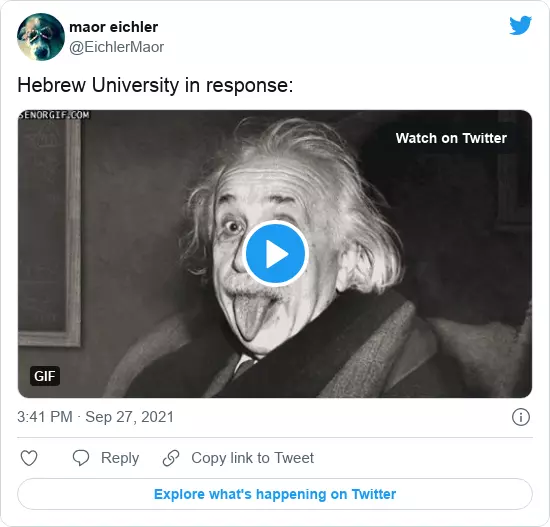 maor eichler
@EichlerMaor
Hebrew University in response:
SENORGIF.COM
Watch on Twitter
GIF
3:41 PM · Sep 27, 2021
Reply
Copy link to Tweet
Explore what's happening on Twitter